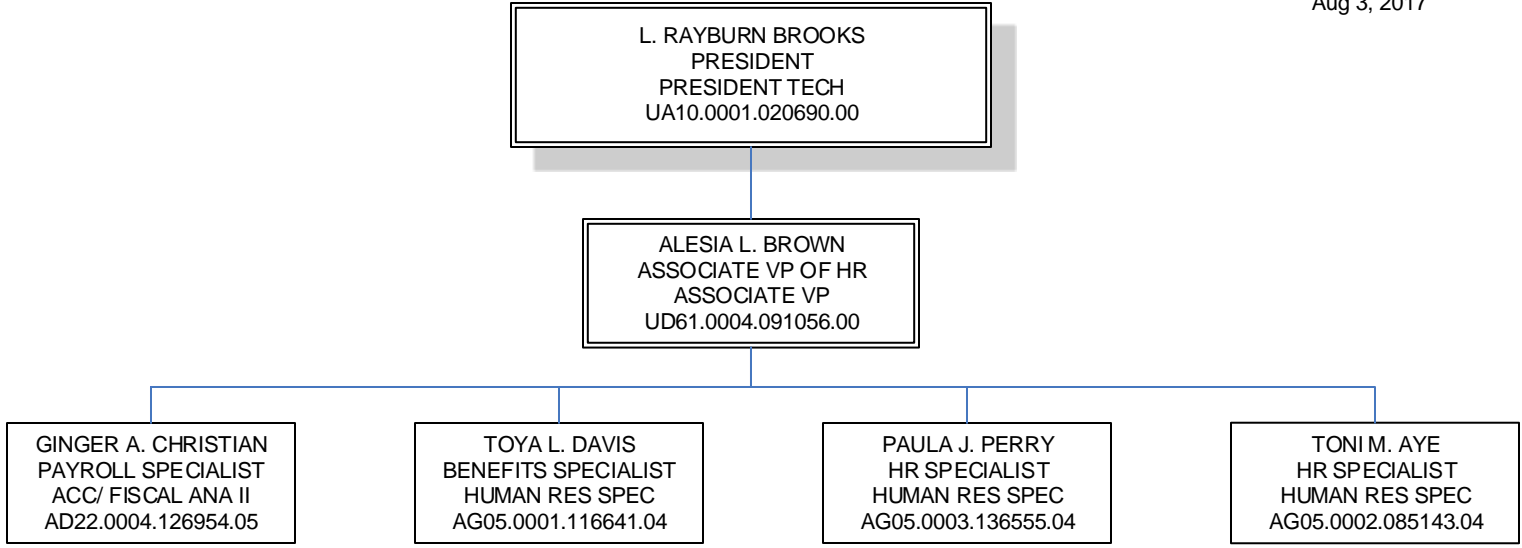 Aug 3, 2017
L. RAYBURN BROOKS
PRESIDENT
PRESIDENT TECH
UA10.0001.020690.00
ALESIA L. BROWN
ASSOCIATE VP OF HR
ASSOCIATE VP
UD61.0004.091056.00
GINGER A. CHRISTIAN
PAYROLL SPECIALIST
ACC/ FISCAL ANA II
AD22.0004.126954.05
TOYA L. DAVIS
BENEFITS SPECIALIST
HUMAN RES SPEC
AG05.0001.116641.04
PAULA J. PERRY
HR SPECIALIST
HUMAN RES SPEC
AG05.0003.136555.04
TONI M. AYE
HR SPECIALIST
HUMAN RES SPEC
AG05.0002.085143.04